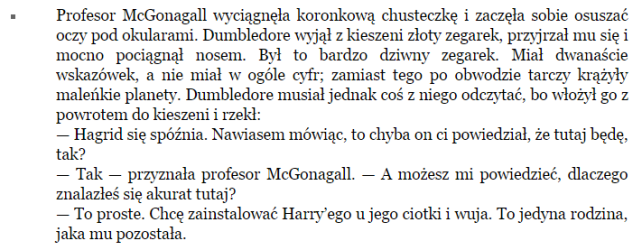 Profesor McGonagall wyciągnęła koronkową chusteczkę i zaczęła sobie osuszać
oczy pod okularami. Dumbledore wyjął z kieszeni złoty zegarek, przyjrzał mu się i
mocno pociągnął nosem. Był to bardzo dziwny zegarek. Miał dwanaście
wskazówek, a nie miał w ogóle cyfr; zamiast tego po obwodzie tarczy krążyły
maleńkie planety. Dumbledore musiał jednak coś z niego odczytać, bo włożył go z
powrotem do kieszeni i rzekł:
— Hagrid się spóźnia. Nawiasem mówiąc, to chyba on ci powiedział, że tutaj będę,
tak?
— Tak — przyznała profesor McGonagall. — A możesz mi powiedzieć, dlaczego
znalazłeś się akurat tutaj?
— To proste. Chcę zainstalować Harry’ego u jego ciotki i wuja. To jedyna rodzina,
jaka mu pozostała.